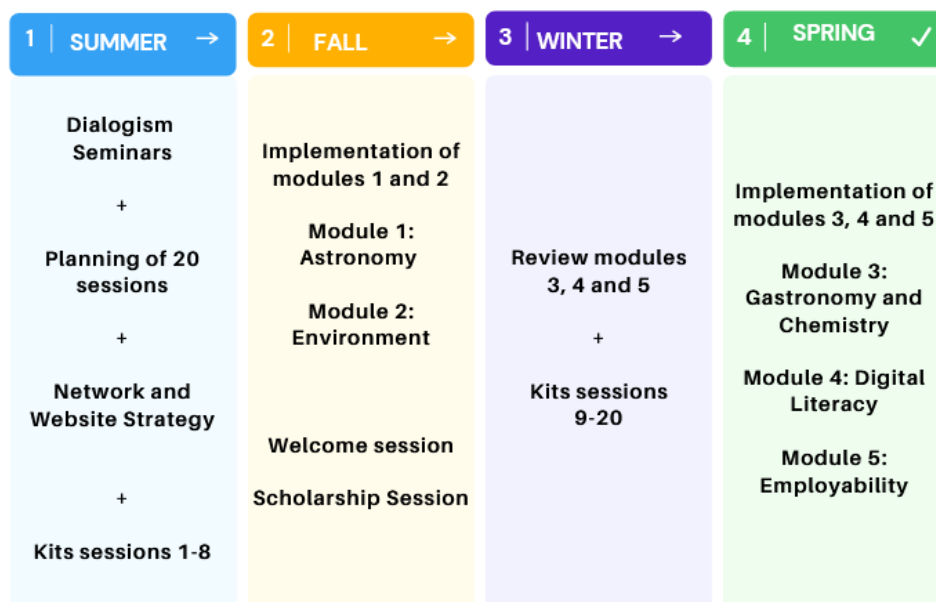 1 | SUMMER →
Dialogism
Seminars
+
Planning of 20
sessions
+
Network and
Website Strategy
+
Kits sessions 1-8
2 | FALL →
Implementation of
modules 1 and 2
Module 1:
Astronomy
Module 2:
Environment
Welcome session
Scholarship Session
3 | WINTER →
Review modules
3, 4 and 5
+
Kits sessions
9-20
4 | SPRING ✓
Implementation of
modules 3, 4 and 5
Module 3:
Gastronomy and
Chemistry
Module 4: Digital
Literacy
Module 5:
Employability